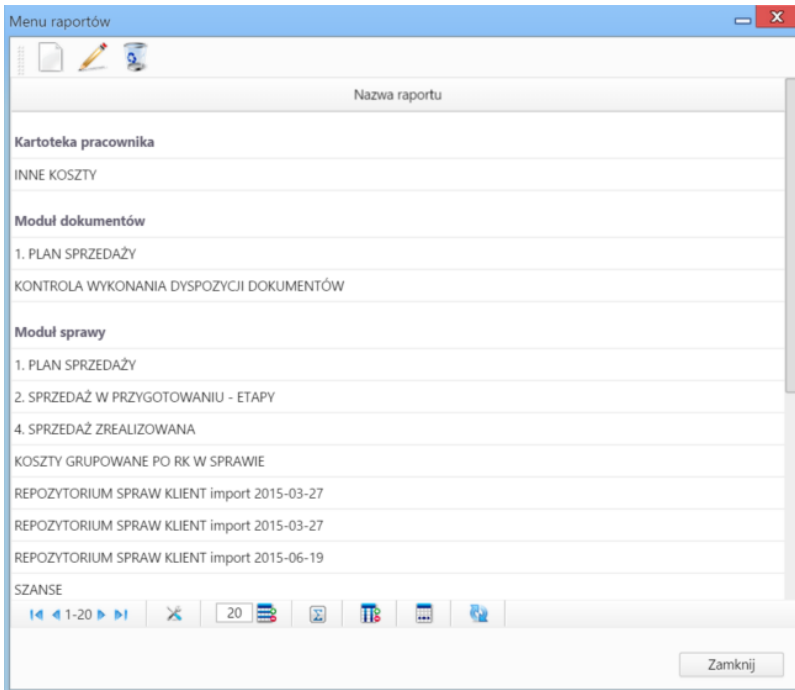 Menu raportów
Nazwa raportu
Kartoteka pracownika
INNE KOSZTY
Moduł dokumentów
1. PLAN SPRZEDAŻY
KONTROLA WYKONANIA DYSPOZYCJI DOKUMENTÓW
Moduł sprawy
1. PLAN SPRZEDAŻY
2. SPRZEDAŻ W PRZYGOTOWANIU - ETAPY
4. SPRZEDAŻ ZREALIZOWANA
KOSZTY GRUPOWANE PO RK W SPRAWIE
REPOZYTORIUM SPRAW KLIENT import 2015-03-27
REPOZYTORIUM SPRAW KLIENT import 2015-03-27
REPOZYTORIUM SPRAW KLIENT import 2015-06-19
SZANSE
1-20 20
Zamknij